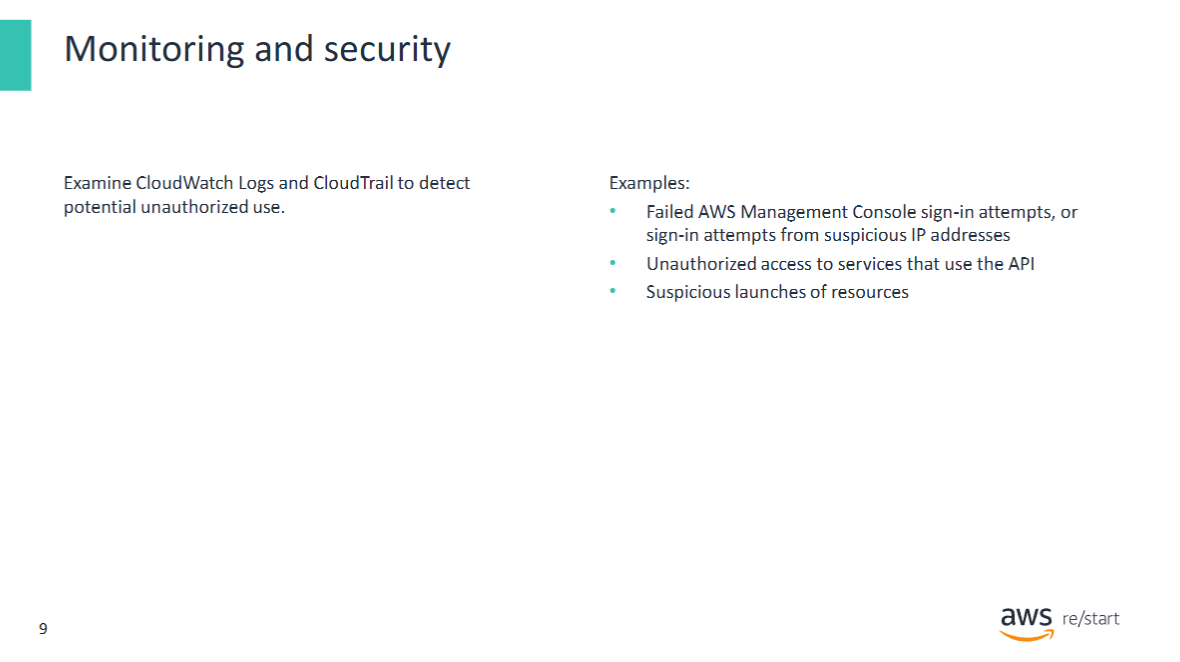 Monitoring and security
Examine CloudWatch Logs and CloudTrail to detect
potential unauthorized use.
Examples:
• Failed AWS Management Console sign-in attempts, or
sign-in attempts from suspicious IP addresses
• Unauthorized access to services that use the API
• Suspicious launches of resources
9
aws re/start